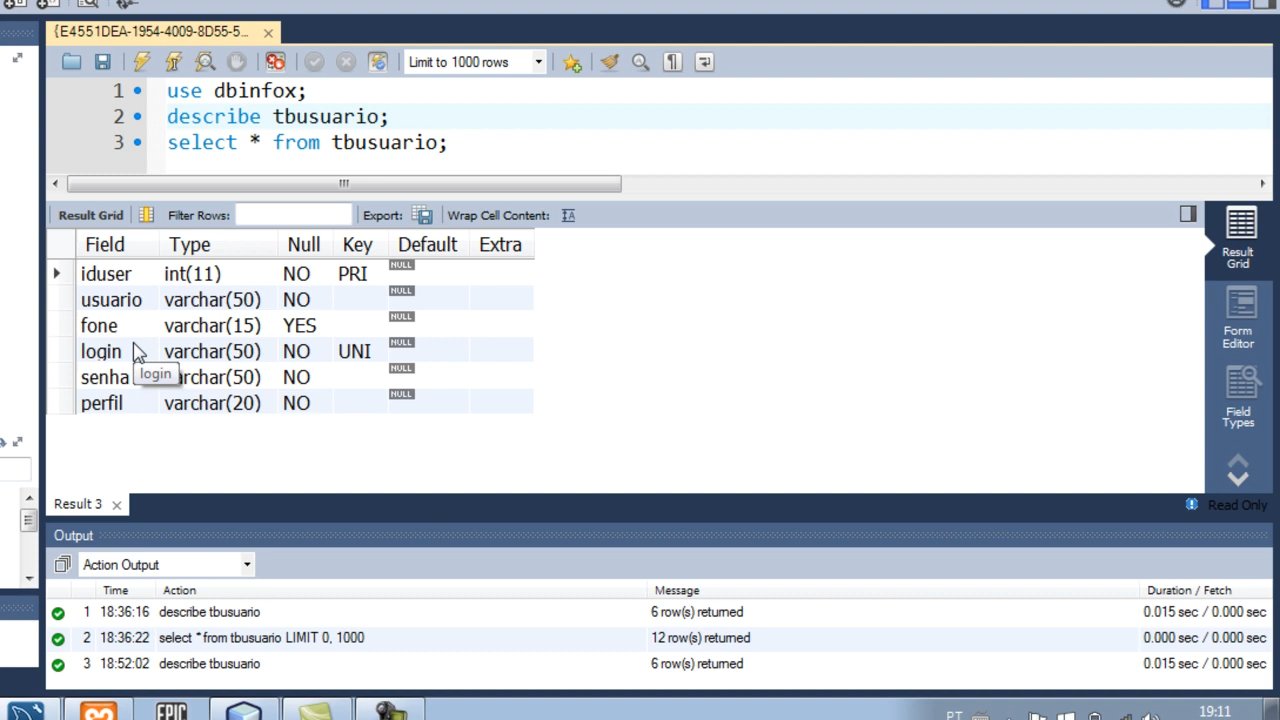 {E4551DEA-1954-4009-8D55-5...
Limit to 1000 rows
1 use dbinfox;
2 describe tbusuario;
3 select * from tbusuario;
Result Grid Filter Rows: Export: Wrap Cell Content:
Field Type Null Key Default Extra
iduser int(11) NO PRI NULL
usuario varchar(50) NO NULL
fone varchar(15) YES NULL
login varchar(50) NO UNI NULL
senha archar(50) NO NULL
login
perfil varchar(20) NO NULL
Result
Grid
Form
Editor
Field
Types
Result 3
Read Only
Output
Action Output
Time Action Message Duration / Fetch
1 18:36:16 describe tbusuario 6 row(s) returned 0.015 sec / 0.000 sec
2 18:36:22 select * from tbusuario LIMIT 0, 1000 12 row(s) returned 0.000 sec / 0.000 sec
3 18:52:02 describe tbusuario 6 row(s) returned 0.015 sec / 0.000 sec
EPIC
PT
19:11